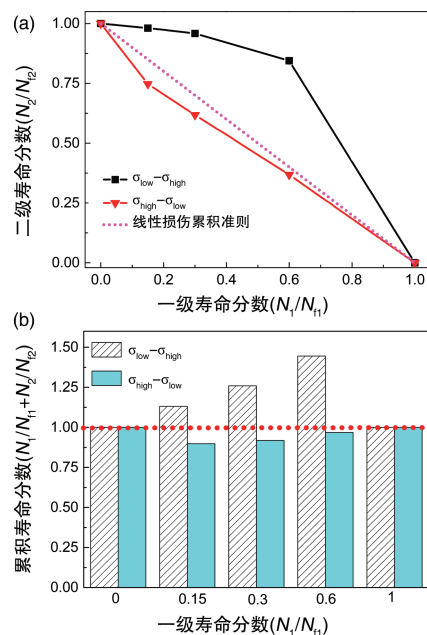 (a)
1.00
0.75
0.50
0.25
0.00
二级寿命分数(N2/Nf2)
σlow−σhigh
σhigh−σlow
线性损伤累积准则
0.0 0.2 0.4 0.6 0.8 1.0
一级寿命分数(N1/Nf1)
(b)
1.50
1.25
1.00
0.75
0.50
0.25
0.00
累积寿命分数(N1/Nf1+N2/Nf2)
σlow−σhigh
σhigh−σlow
0 0.15 0.3 0.6 1
一级寿命分数(N1/Nf1)